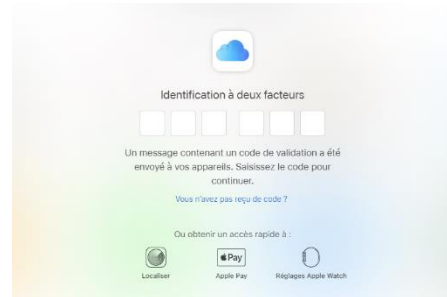 Identification à deux facteurs
Un message contenant un code de validation a été
envoyé à vos appareils. Saisissez le code pour
continuer.
Vous n'avez pas reçu de code ?
Ou obtenir un accès rapide à :
Pay
Localiser
Apple Pay
Réglages Apple Watch